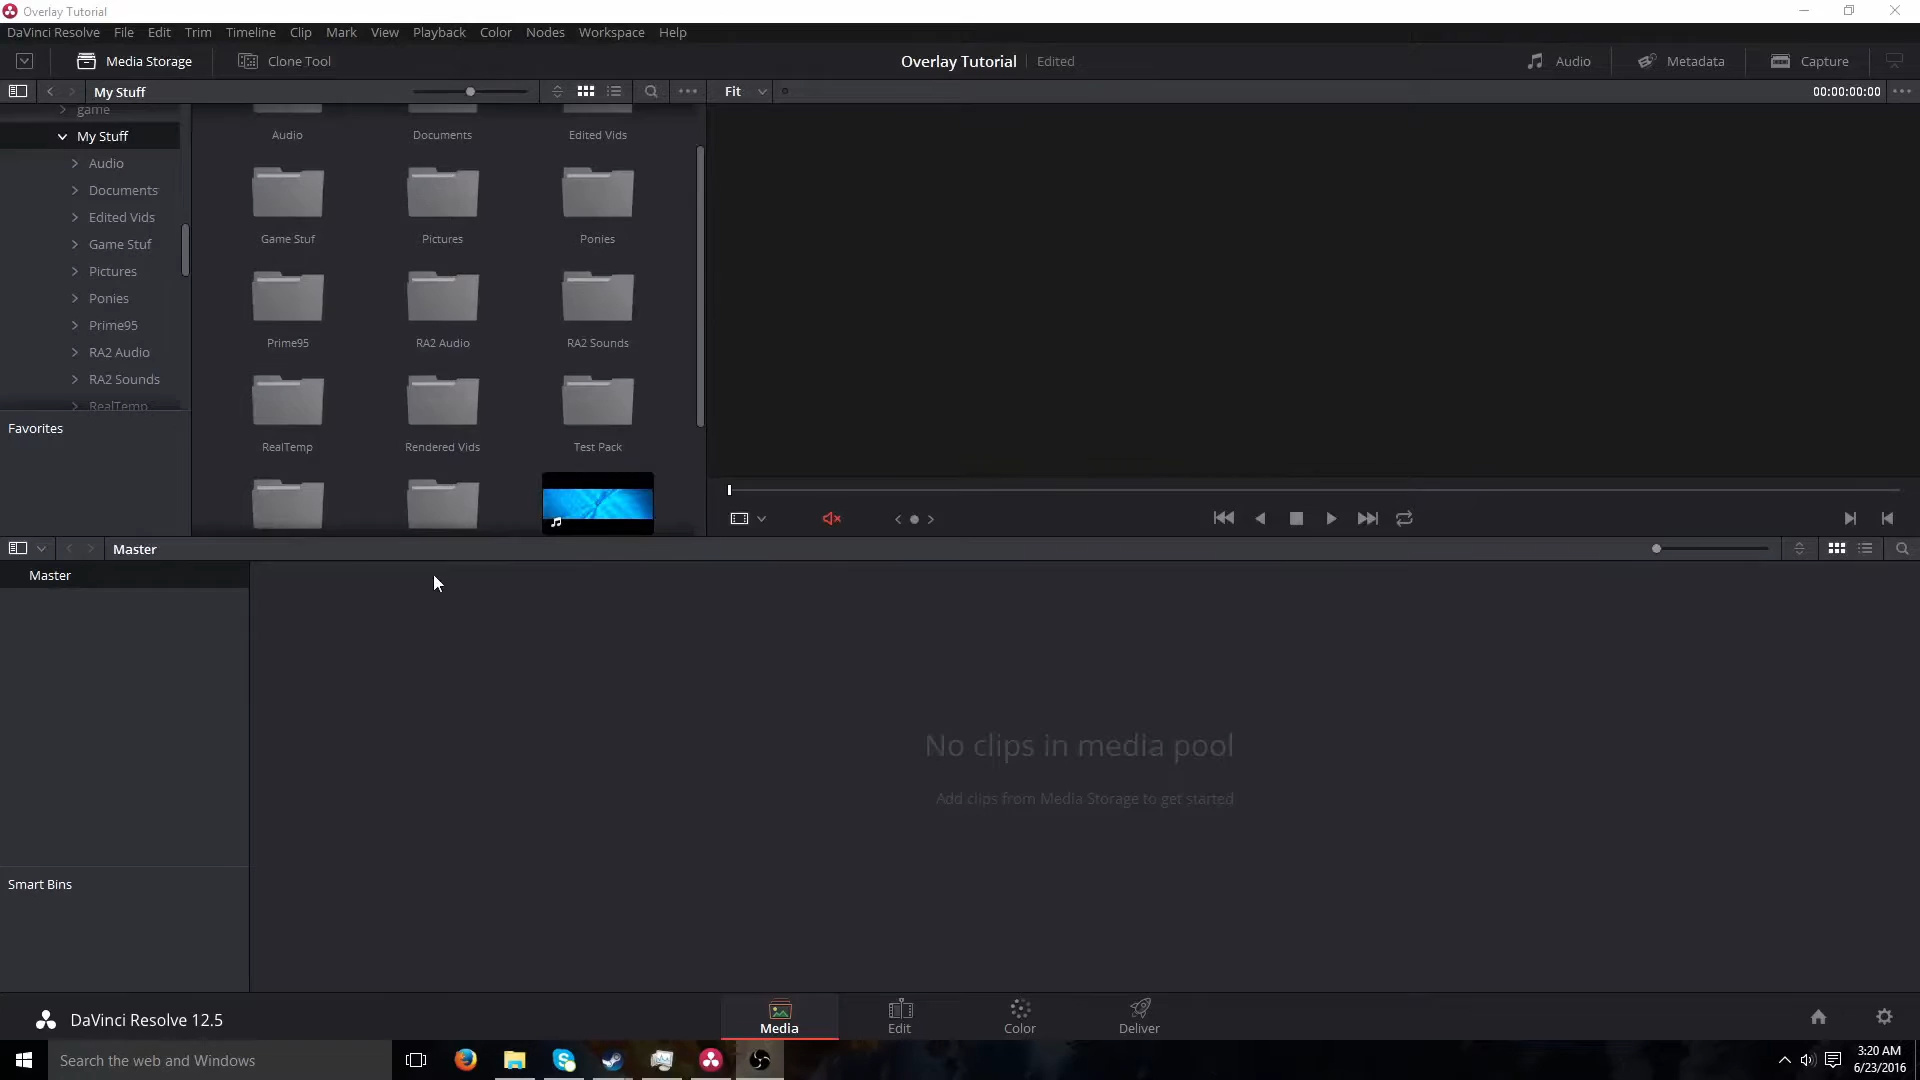 Overlay Tutorial
DaVinci Resolve File Edit Trim Timeline Clip Mark View Playback Color Nodes Workspace Help
Media Storage Clone Tool Overlay Tutorial Edited Audio Metadata Capture
My Stuff Fit 00:00:00:00
game
My Stuff
Audio
Documents
Edited Vids
Game Stuf
Pictures
Ponies
Prime95
RA2 Audio
RA2 Sounds
RealTemp
Favorites
Audio Documents Edited Vids
Game Stuf Pictures Ponies
Prime95 RA2 Audio RA2 Sounds
RealTemp Rendered Vids Test Pack
Master
Master
No clips in media pool
Add clips from Media Storage to get started
Smart Bins
DaVinci Resolve 12.5
Media Edit Color Deliver
Search the web and Windows
3:20 AM
6/23/2016